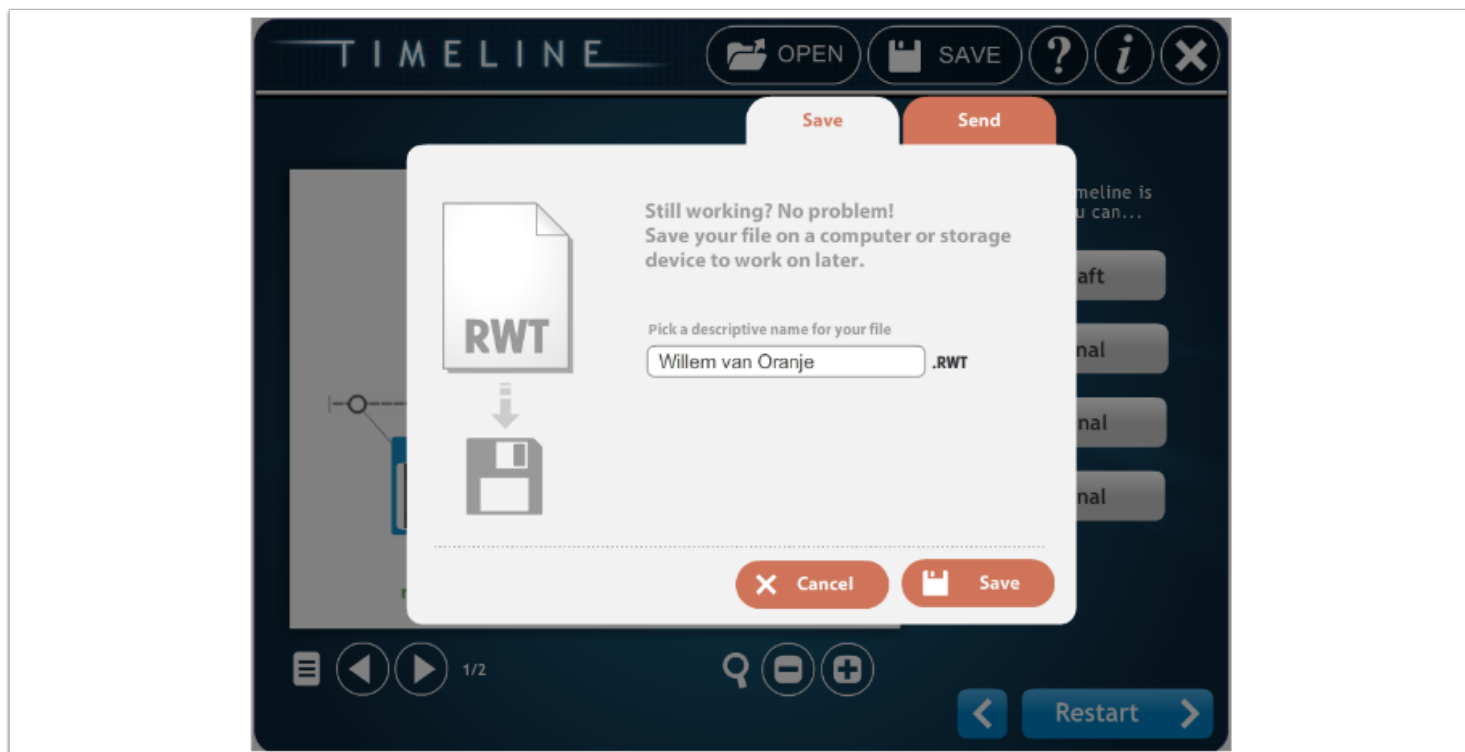 TIMELINE
OPEN
SAVE
?
i
Save
Send
meline is
u can...
Still working? No problem!
Save your file on a computer or storage
device to work on later.
aft
RWT
Pick a descriptive name for your file
Willem van Oranje .RWT
nal
nal
nal
Cancel
Save
1/2
Restart